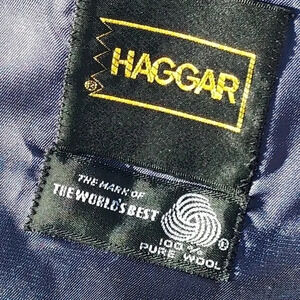 HAGGAR
®
THE MARK OF
THE WORLD'S BEST
®
100%
PURE WOOL